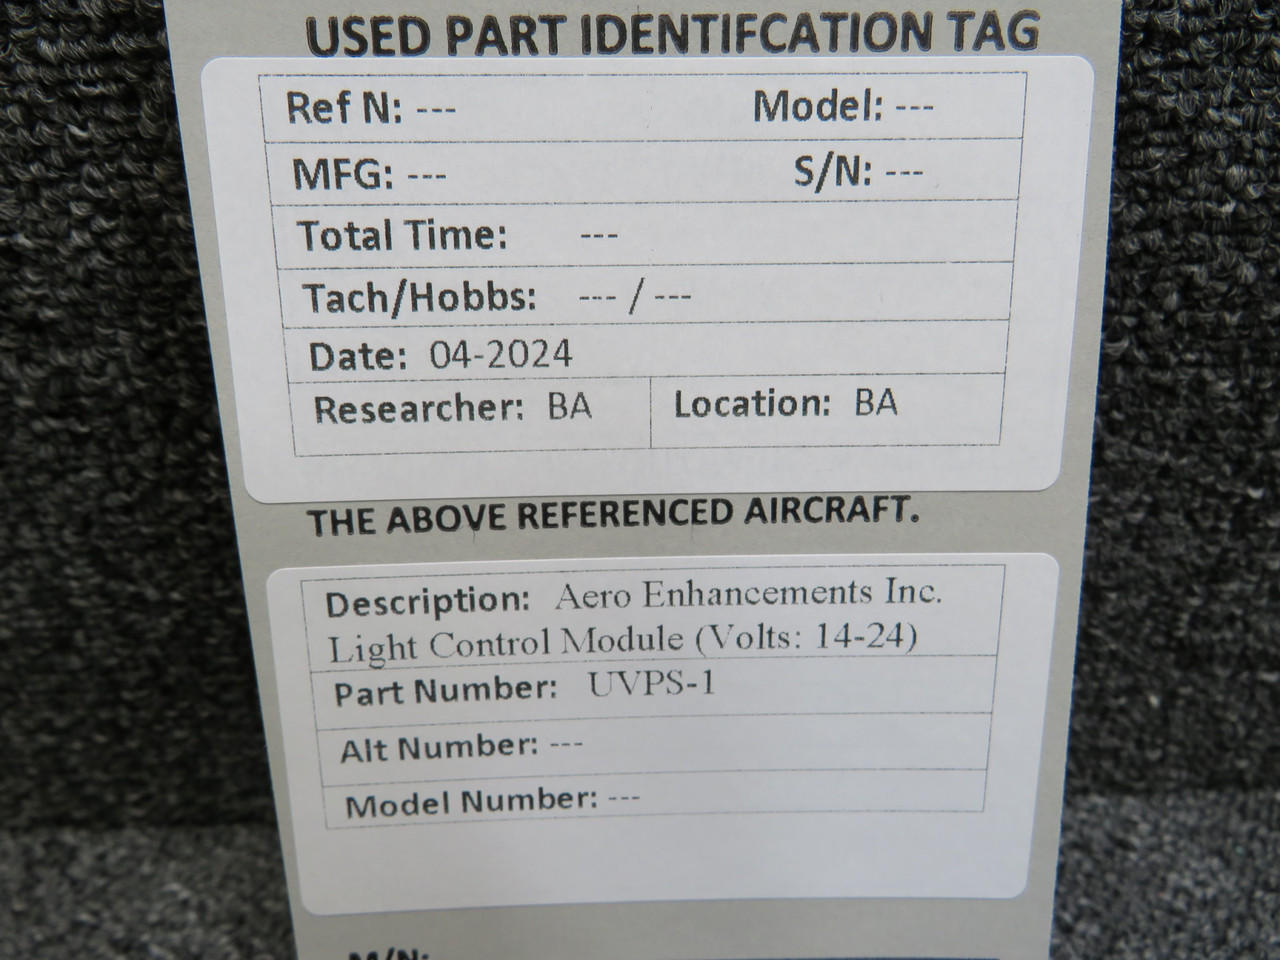 USED PART IDENTIFCATION TAG
Ref N: --- Model: ---
MFG: --- S/N: ---
Total Time: ---
Tach/Hobbs: --- / ---
Date: 04-2024
Researcher: BA Location: BA
THE ABOVE REFERENCED AIRCRAFT.
Description: Aero Enhancements Inc.
Light Control Module (Volts: 14-24)
Part Number: UVPS-1
Alt Number: ---
Model Number: ---
M/N: